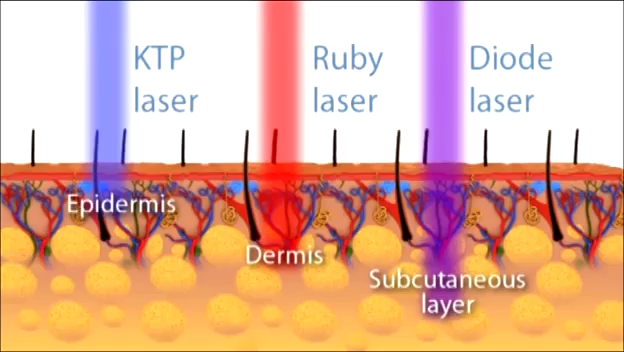 KTP
laser
Ruby
laser
Diode
laser
Epidermis
Dermis
Subcutaneous
layer